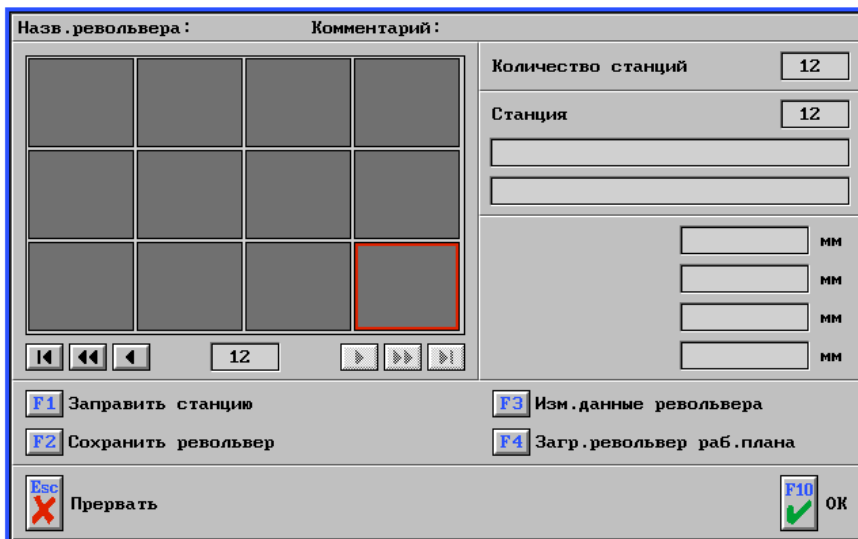 Назв.револьвера: Комментарий:
Количество станций 12
Станция 12
мм
мм
мм
мм
12
F1 Заправить станцию
F3 Изм.данные револьвера
F2 Сохранить револьвер
F4 Загр.револьвер раб.плана
Esc Прервать
F10 ОК